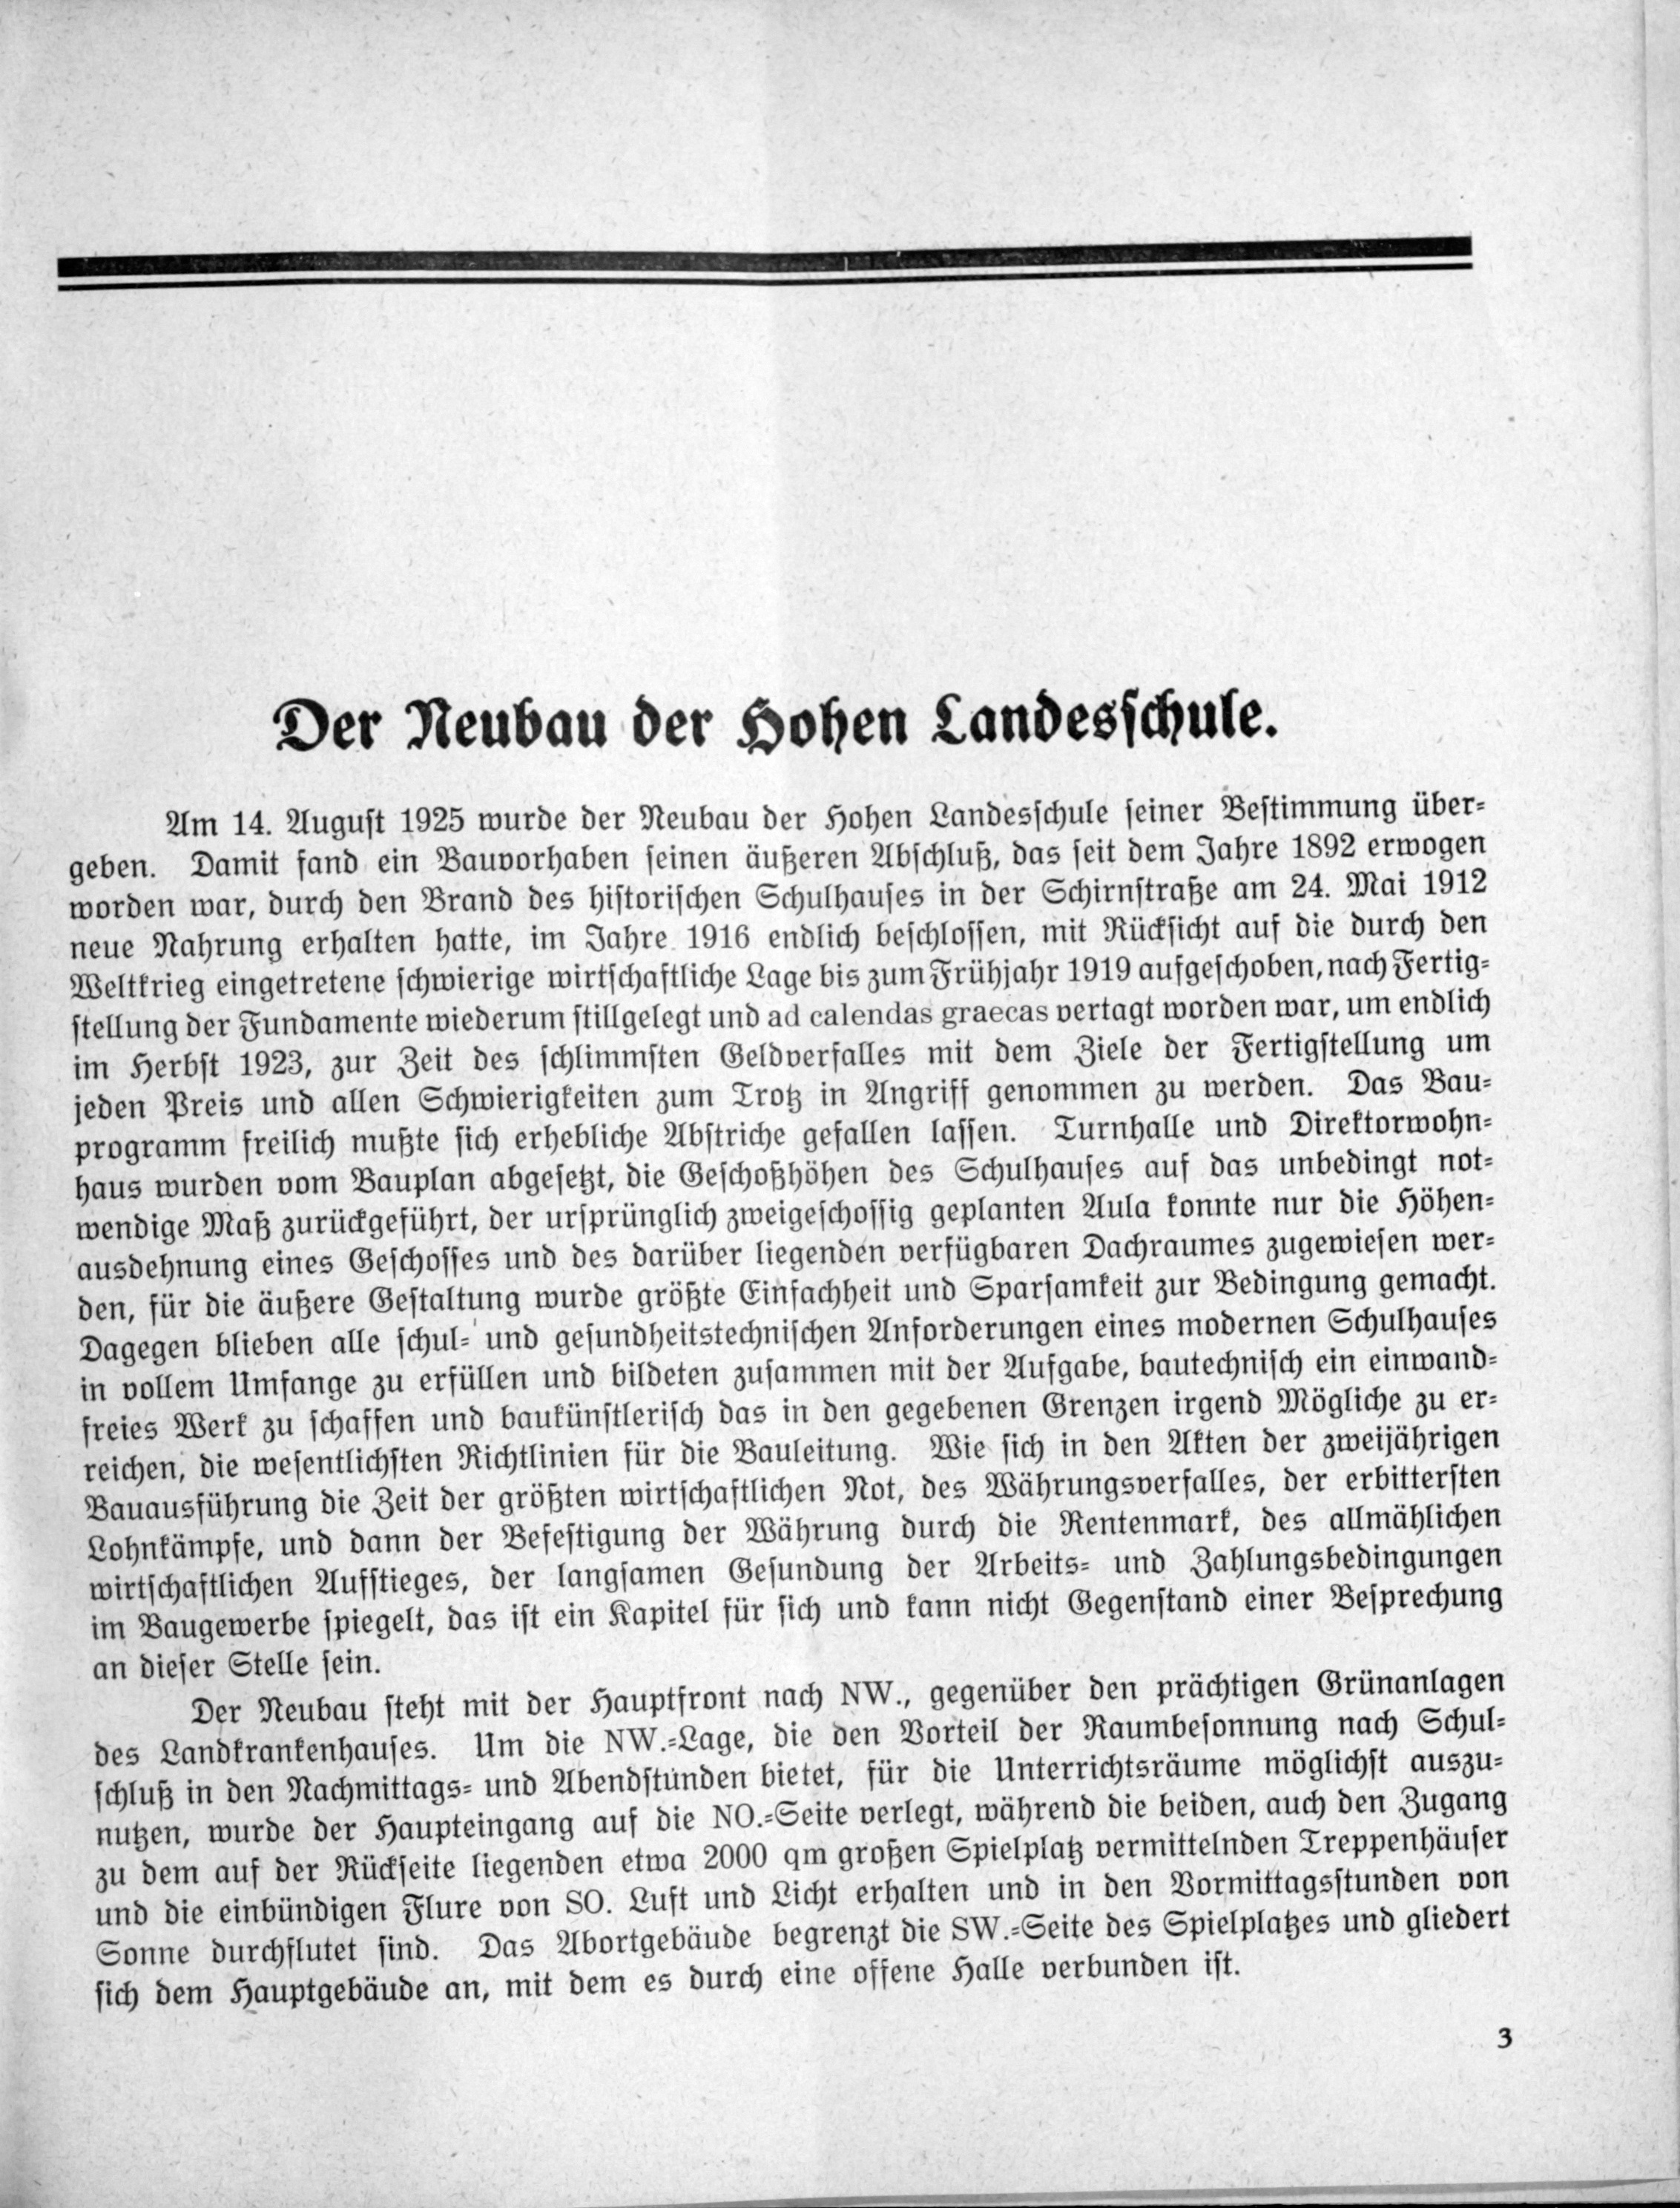 Der Neubau der Hohen Landesschule.
Am 14. August 1925 wurde der Neubau der Hohen Landesschule seiner Bestimmung über-
geben. Damit fand ein Bauvorhaben seinen äußeren Abschluß, das seit dem Jahre 1892 erwogen
worden war, durch den Brand des historischen Schulhauses in der Schirnstraße am 24. Mai 1912
neue Nahrung erhalten hatte, im Jahre 1916 endlich beschlossen, mit Rücksicht auf die durch den
Weltkrieg eingetretene schwierige wirtschaftliche Lage bis zum Frühjahr 1919 aufgeschoben, nach Fertig-
stellung der Fundamente wiederum stillgelegt und ad calendas graecas vertagt worden war, um endlich
im Herbst 1923, zur Zeit des schlimmsten Geldverfalles mit dem Ziele der Fertigstellung um
jeden Preis und allen Schwierigkeiten zum Trotz in Angriff genommen zu werden. Das Bau-
programm freilich mußte sich erhebliche Abstriche gefallen lassen. Turnhalle und Direktorwohn-
haus wurden vom Bauplan abgesetzt, die Geschoßhöhen des Schulhauses auf das unbedingt not-
wendige Maß zurückgeführt, der ursprünglich zweigeschossig geplanten Aula konnte nur die Höhen-
ausdehnung eines Geschosses und des darüber liegenden verfügbaren Dachraumes zugewiesen wer-
den, für die äußere Gestaltung wurde größte Einfachheit und Sparsamkeit zur Bedingung gemacht.
Dagegen blieben alle schul- und gesundheitstechnischen Anforderungen eines modernen Schulhauses
in vollem Umfange zu erfüllen und bildeten zusammen mit der Aufgabe, bautechnisch ein einwand-
freies Werk zu schaffen und baukünstlerisch das in den gegebenen Grenzen irgend Mögliche zu er-
reichen, die wesentlichsten Richtlinien für die Bauleitung. Wie sich in den Akten der zweijährigen
Bauausführung die Zeit der größten wirtschaftlichen Not, des Währungsverfalles, der erbittersten
Lohnkämpfe, und dann der Befestigung der Währung durch die Rentenmark, des allmählichen
wirtschaftlichen Aufstieges, der langsamen Gesundung der Arbeits- und Zahlungsbedingungen
im Baugewerbe spiegelt, das ist ein Kapitel für sich und kann nicht Gegenstand einer Besprechung
an dieser Stelle sein.
Der Neubau steht mit der Hauptfront nach NW., gegenüber den prächtigen Grünanlagen
des Landkrankenhauses. Um die NW.-Lage, die den Vorteil der Raumbesonnung nach Schul-
schluß in den Nachmittags- und Abendstunden bietet, für die Unterrichtsräume möglichst auszu-
nutzen, wurde der Haupteingang auf die NO.-Seite verlegt, während die beiden, auch den Zugang
zu dem auf der Rückseite liegenden etwa 2000 qm großen Spielplatz vermittelnden Treppenhäuser
und die einbündigen Flure von SO. Luft und Licht erhalten und in den Vormittagsstunden von
Sonne durchflutet sind. Das Abortgebäude begrenzt die SW.-Seite des Spielplatzes und gliedert
sich dem Hauptgebäude an, mit dem es durch eine offene Halle verbunden ist.
3